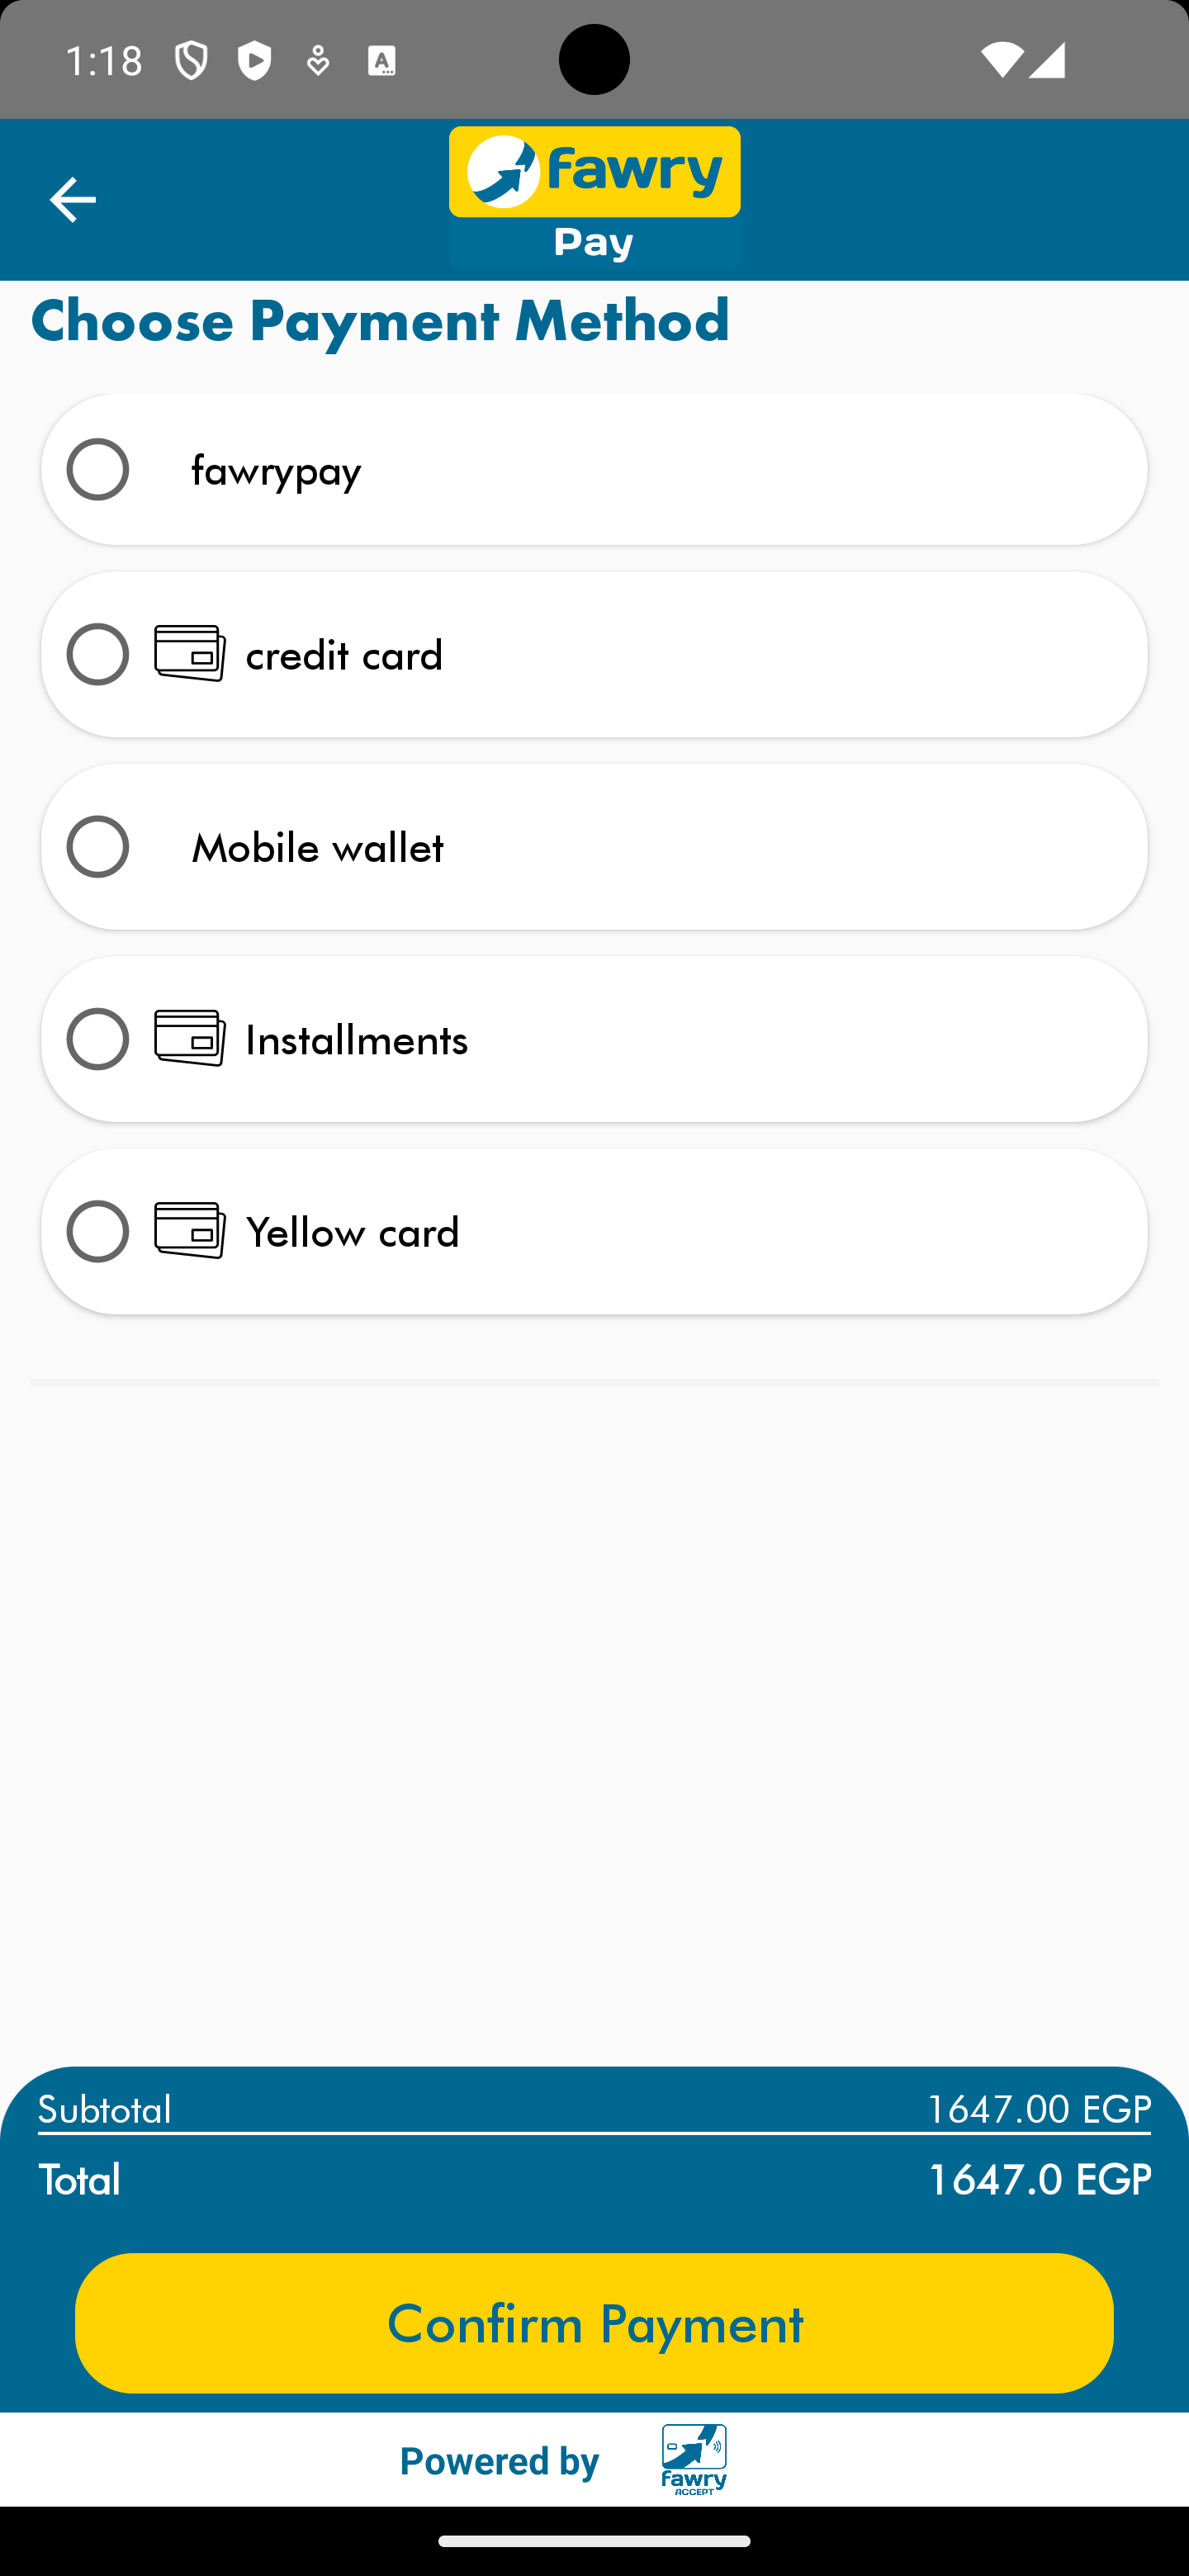 1:18
A
fawry
Pay
Choose Payment Method
fawrypay
credit card
Mobile wallet
Installments
Yellow card
Subtotal 1647.00 EGP
Total 1647.0 EGP
Confirm Payment
Powered by
fawry
ACCEPT